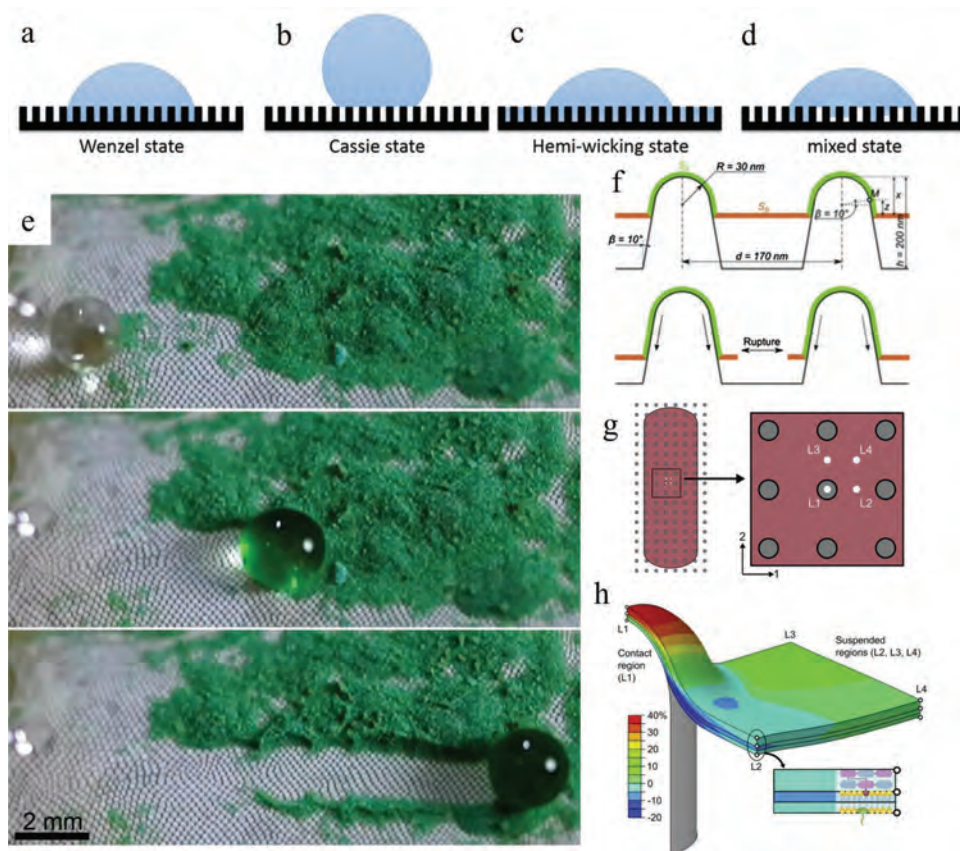 a
b
c
d
Wenzel state
Cassie state
Hemi-wicking state
mixed state
e
2 mm
f
R = 30 nm
M
x
z
β = 10°
β = 10°
d = 170 nm
h = 200 nm
Rupture
g
L3
L4
L1
L2
2
1
h
L1
L3
Suspended
regions (L2, L3, L4)
Contact
region
(L1)
L4
40%
30
20
10
0
-10
-20
L2